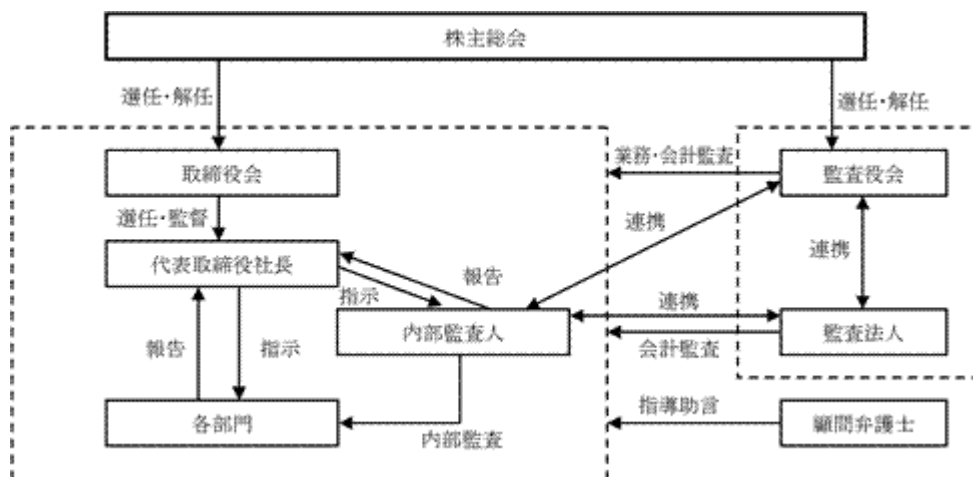 株主総会
選任・解任
選任・解任
取締役会
業務・会計監査
監査役会
選任・監督
連携
連携
代表取締役社長
報告
指示
連携
内部監査人
監査法人
報告
指示
会計監査
指導助言
各部門
内部監査
顧問弁護士